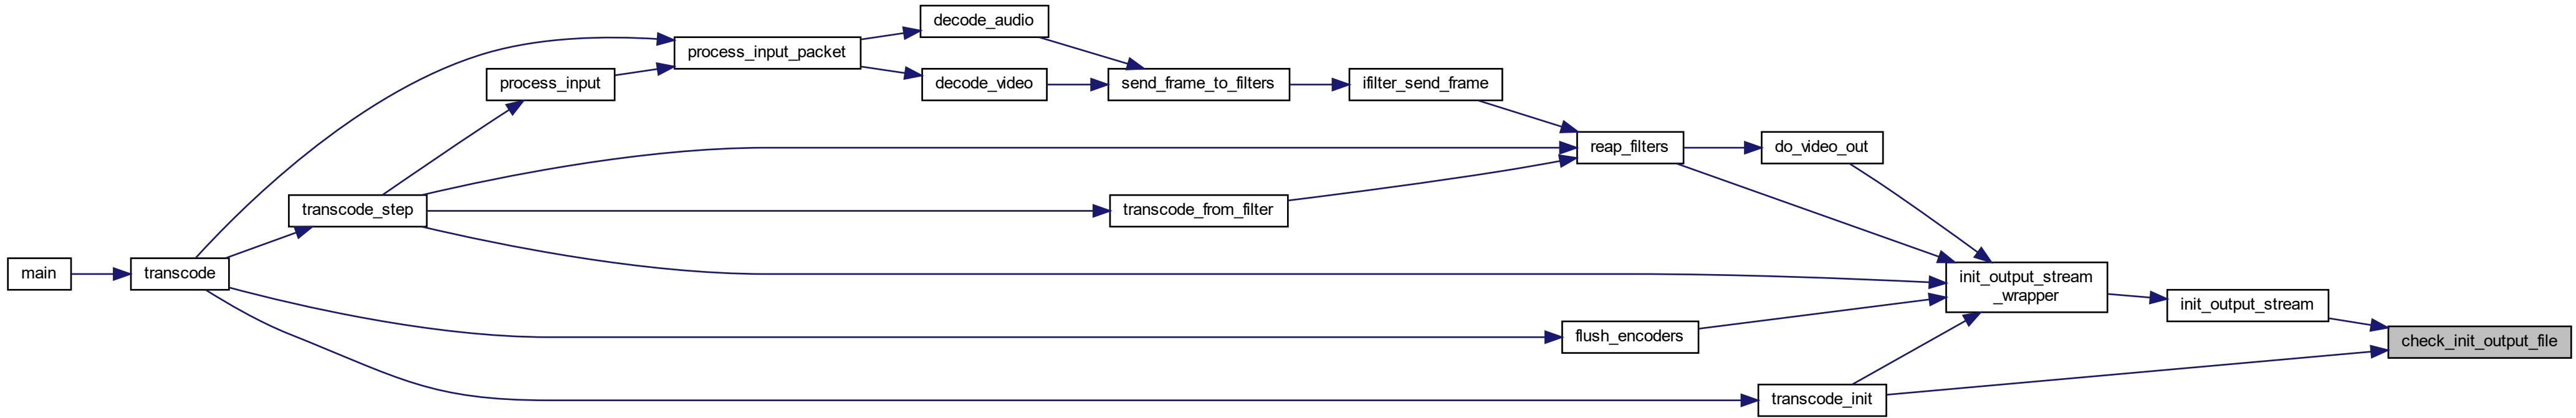 decode_audio
process_input_packet
process_input
decode_video
send_frame_to_filters
ifilter_send_frame
reap_filters
do_video_out
transcode_step
transcode_from_filter
main
transcode
init_output_stream
_wrapper
init_output_stream
flush_encoders
check_init_output_file
transcode_init